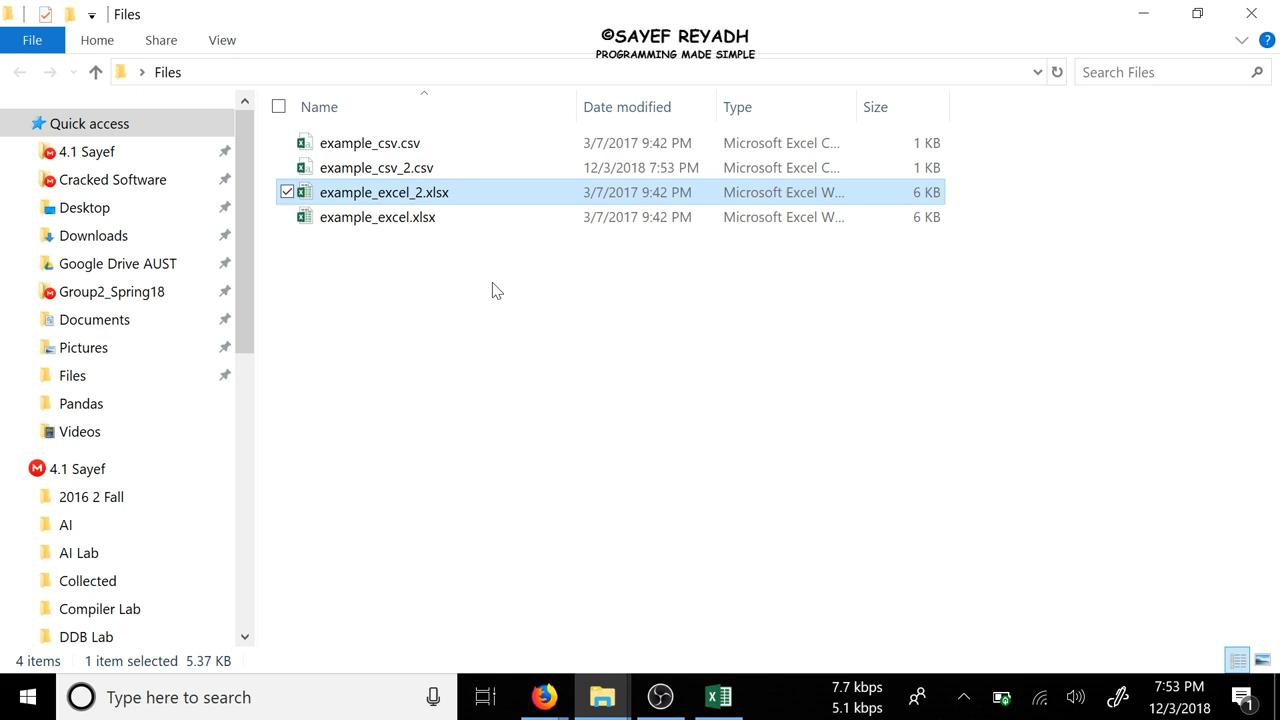 Files
©SAYEF REYADH
PROGRAMMING MADE SIMPLE
File Home Share View
Files
Search Files
Name Date modified Type Size
Quick access
4.1 Sayef
Cracked Software
Desktop
Downloads
Google Drive AUST
Group2_Spring18
Documents
Pictures
Files
Pandas
Videos
4.1 Sayef
2016 2 Fall
AI
AI Lab
Collected
Compiler Lab
DDB Lab
example_csv.csv 3/7/2017 9:42 PM Microsoft Excel C... 1 KB
example_csv_2.csv 12/3/2018 7:53 PM Microsoft Excel C... 1 KB
example_excel_2.xlsx 3/7/2017 9:42 PM Microsoft Excel W... 6 KB
example_excel.xlsx 3/7/2017 9:42 PM Microsoft Excel W... 6 KB
4 items 1 item selected 5.37 KB
Type here to search
7.7 kbps
5.1 kbps
7:53 PM
12/3/2018
1